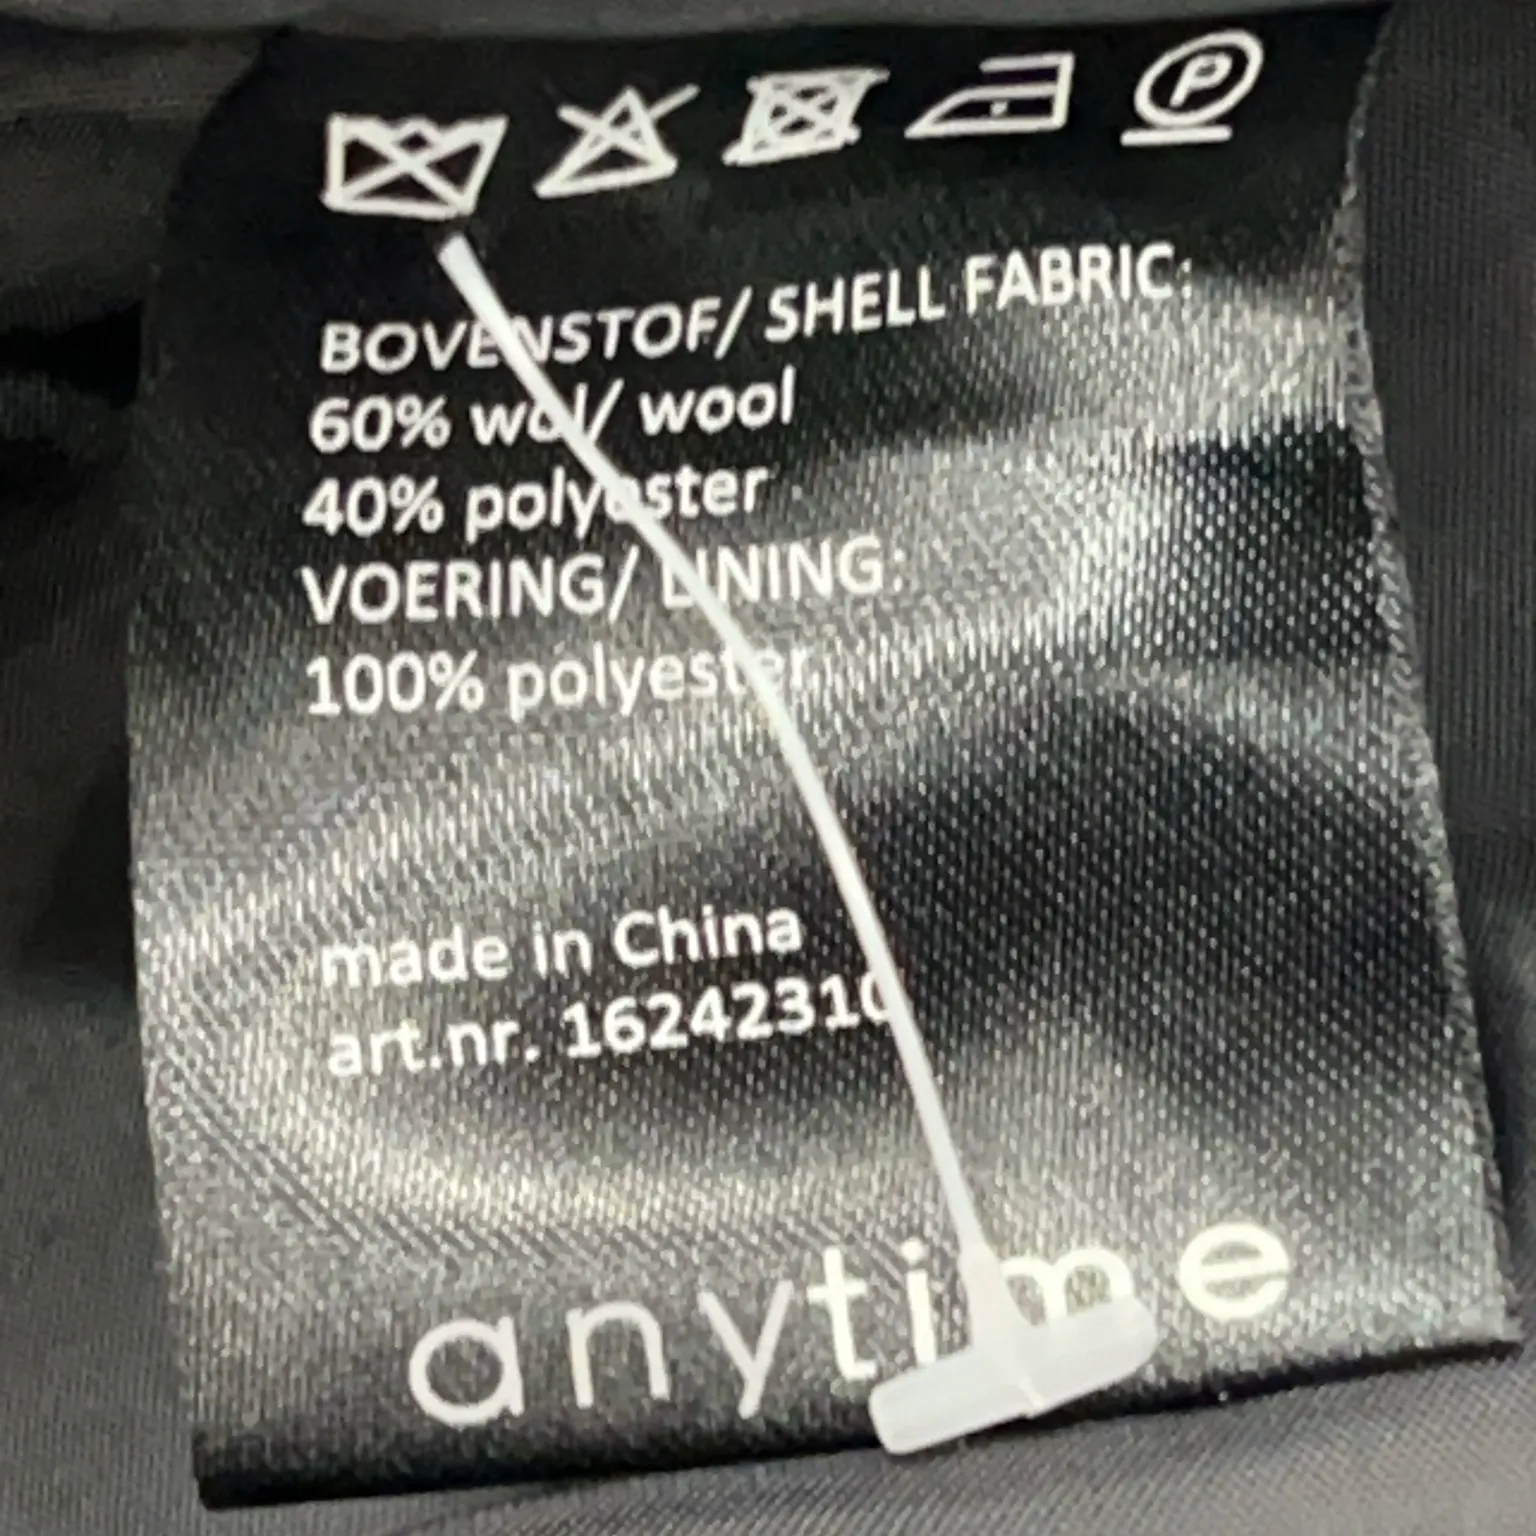 P
BOVENSTOF/ SHELL FABRIC:
60% wol/ wool
40% polyester
VOERING/ LINING:
100% polyester
made in China
art.nr. 16242310
anytime